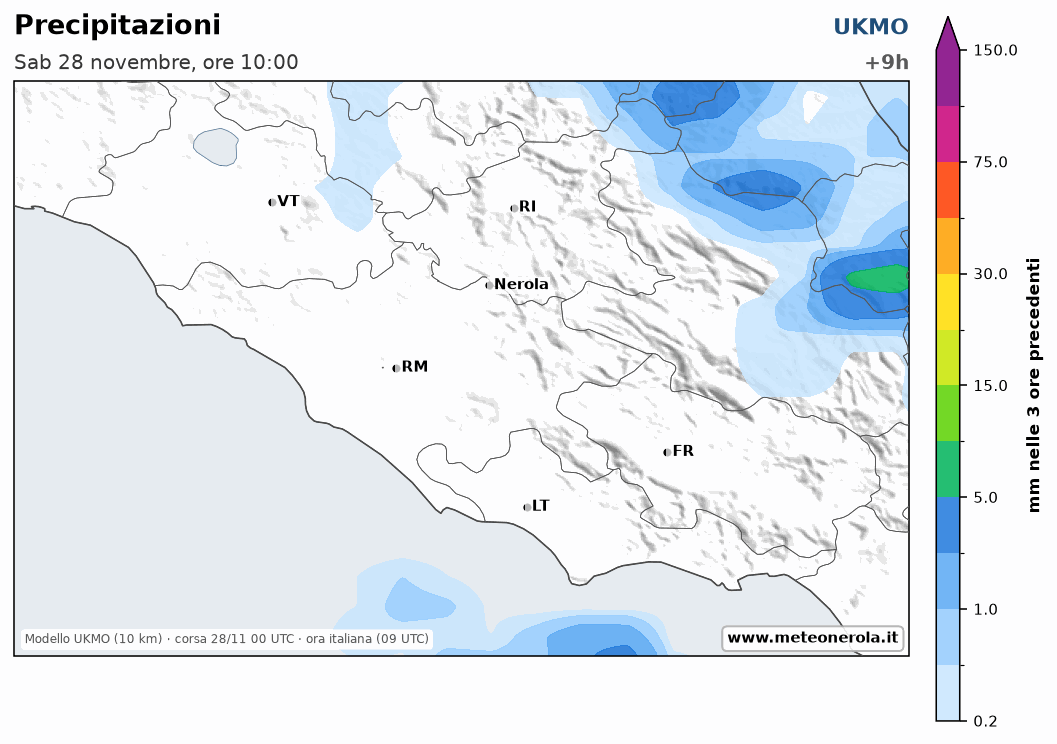 Precipitazioni
UKMO
Sab 28 novembre, ore 10:00
+9h
150.0
75.0
30.0
15.0
5.0
1.0
0.2
mm nelle 3 ore precedenti
VT
RI
Nerola
RM
FR
LT
Modello UKMO (10 km) · corsa 28/11 00 UTC · ora italiana (09 UTC)
www.meteonerola.it